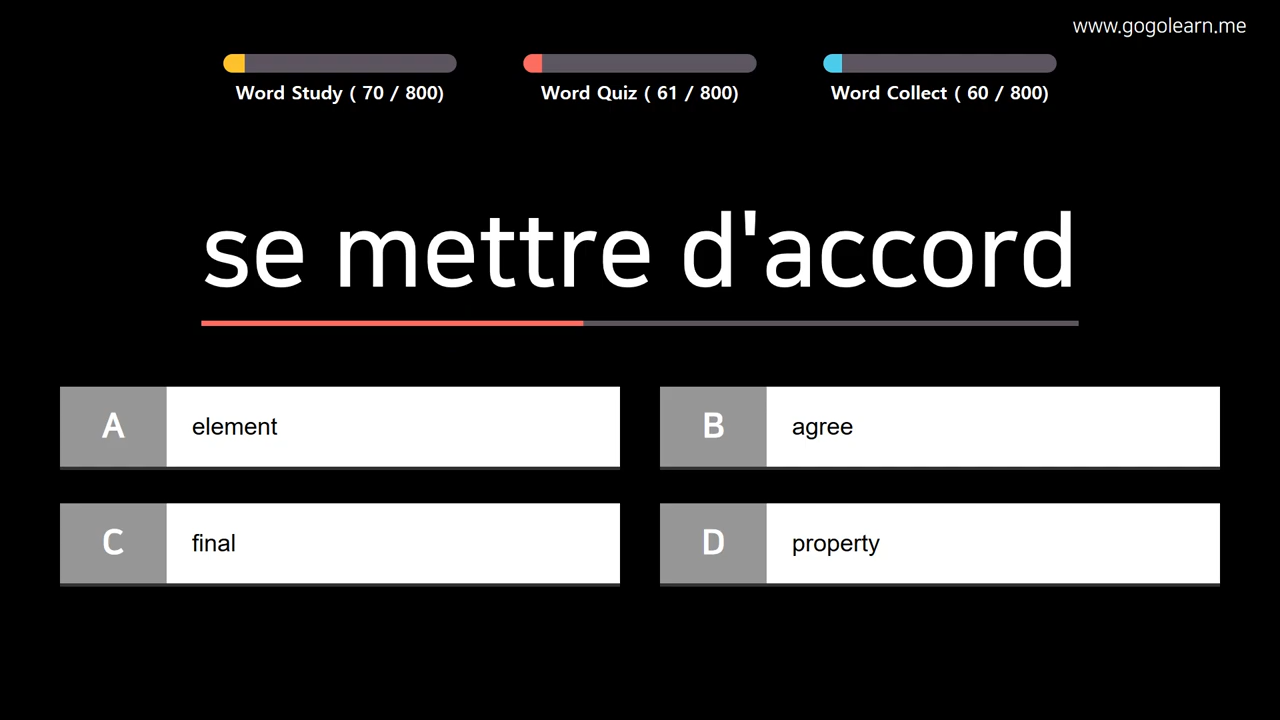 www.gogolearn.me
Word Study ( 70 / 800)
Word Quiz ( 61 / 800)
Word Collect ( 60 / 800)
se mettre d'accord
A element
B agree
C final
D property